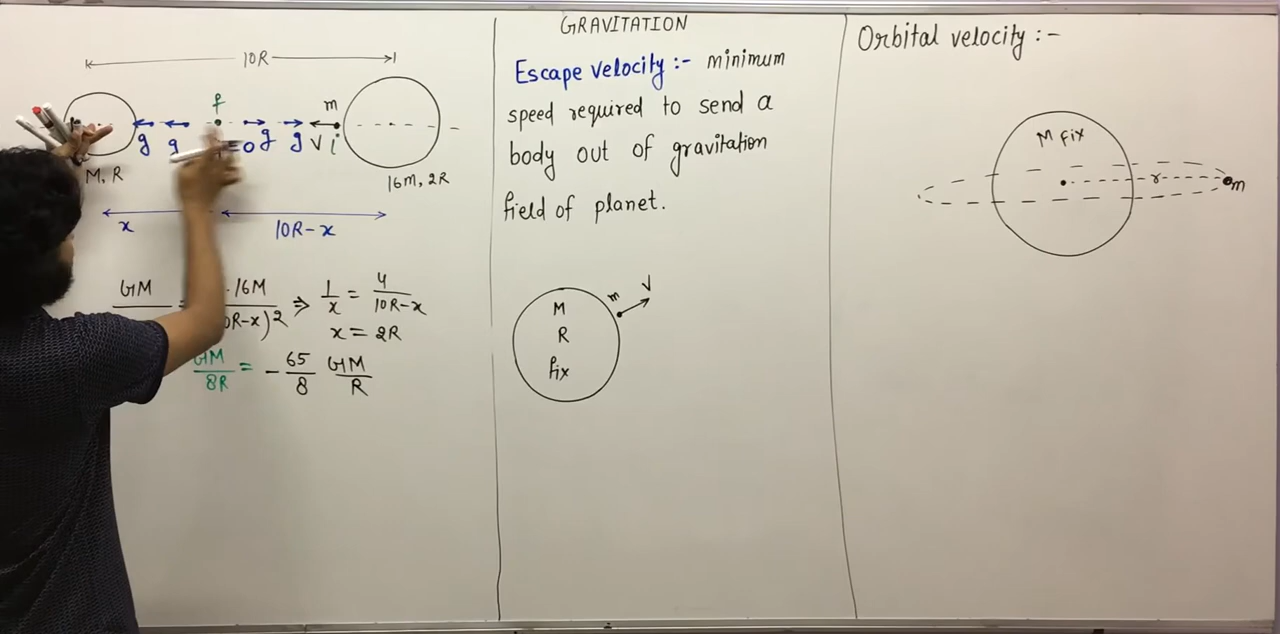 10R
f
m
g g =0 g g V i
M, R
16M, 2R
x
10R-x
GM = 16M/(R-x)2 ⇒ 1/x = 4/10R-x
x = 2R
GM/8R = - 65/8 GM/R
GRAVITATION
Escape velocity :- minimum
speed required to send a
body out of gravitation
field of planet.
m V
M
R
fix
Orbital velocity :-
M fix
r
m